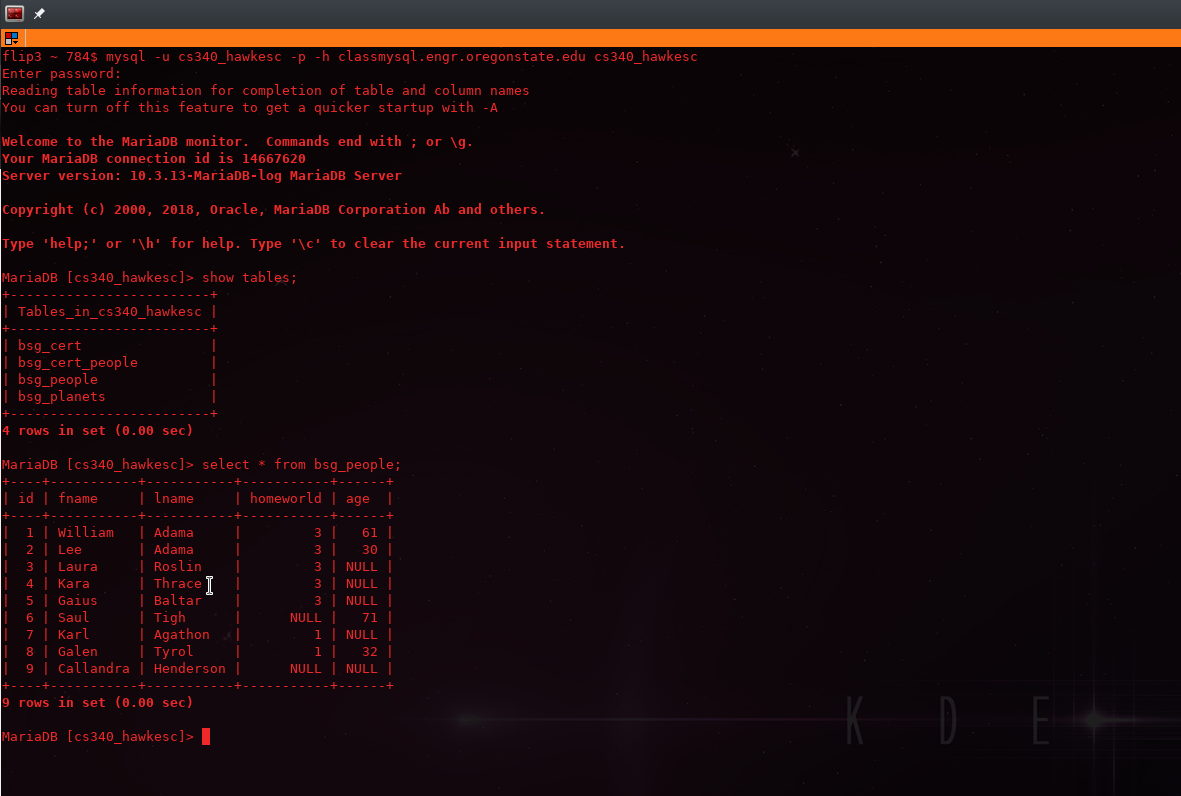 flip3 ~ 784$ mysql -u cs340_hawkesc -p -h classmysql.engr.oregonstate.edu cs340_hawkesc
Enter password:
Reading table information for completion of table and column names
You can turn off this feature to get a quicker startup with -A
Welcome to the MariaDB monitor.  Commands end with ; or \g.
Your MariaDB connection id is 14667620
Server version: 10.3.13-MariaDB-log MariaDB Server
Copyright (c) 2000, 2018, Oracle, MariaDB Corporation Ab and others.
Type 'help;' or '\h' for help. Type '\c' to clear the current input statement.
MariaDB [cs340_hawkesc]> show tables;
+-------------------------+
| Tables_in_cs340_hawkesc |
+-------------------------+
| bsg_cert                |
| bsg_cert_people         |
| bsg_people              |
| bsg_planets             |
+-------------------------+
4 rows in set (0.00 sec)
MariaDB [cs340_hawkesc]> select * from bsg_people;
+----+-----------+-----------+-----------+------+
| id | fname     | lname     | homeworld | age  |
+----+-----------+-----------+-----------+------+
|  1 | William   | Adama     |         3 |   61 |
|  2 | Lee       | Adama     |         3 |   30 |
|  3 | Laura     | Roslin    |         3 | NULL |
|  4 | Kara      | Thrace    |         3 | NULL |
|  5 | Gaius     | Baltar    |         3 | NULL |
|  6 | Saul      | Tigh      |      NULL |   71 |
|  7 | Karl      | Agathon   |         1 | NULL |
|  8 | Galen     | Tyrol     |         1 |   32 |
|  9 | Callandra | Henderson |      NULL | NULL |
+----+-----------+-----------+-----------+------+
9 rows in set (0.00 sec)
K D E
MariaDB [cs340_hawkesc]>